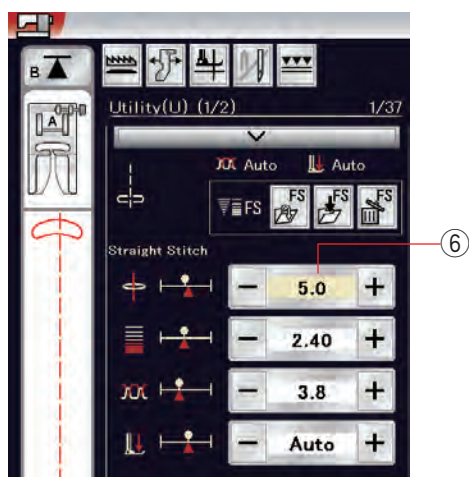 B
A
Utility(U) (1/2) 1/37
Auto Auto
FS FS FS FS
Straight Stitch
− 5.0 +
⑥
− 2.40 +
− 3.8 +
− Auto +